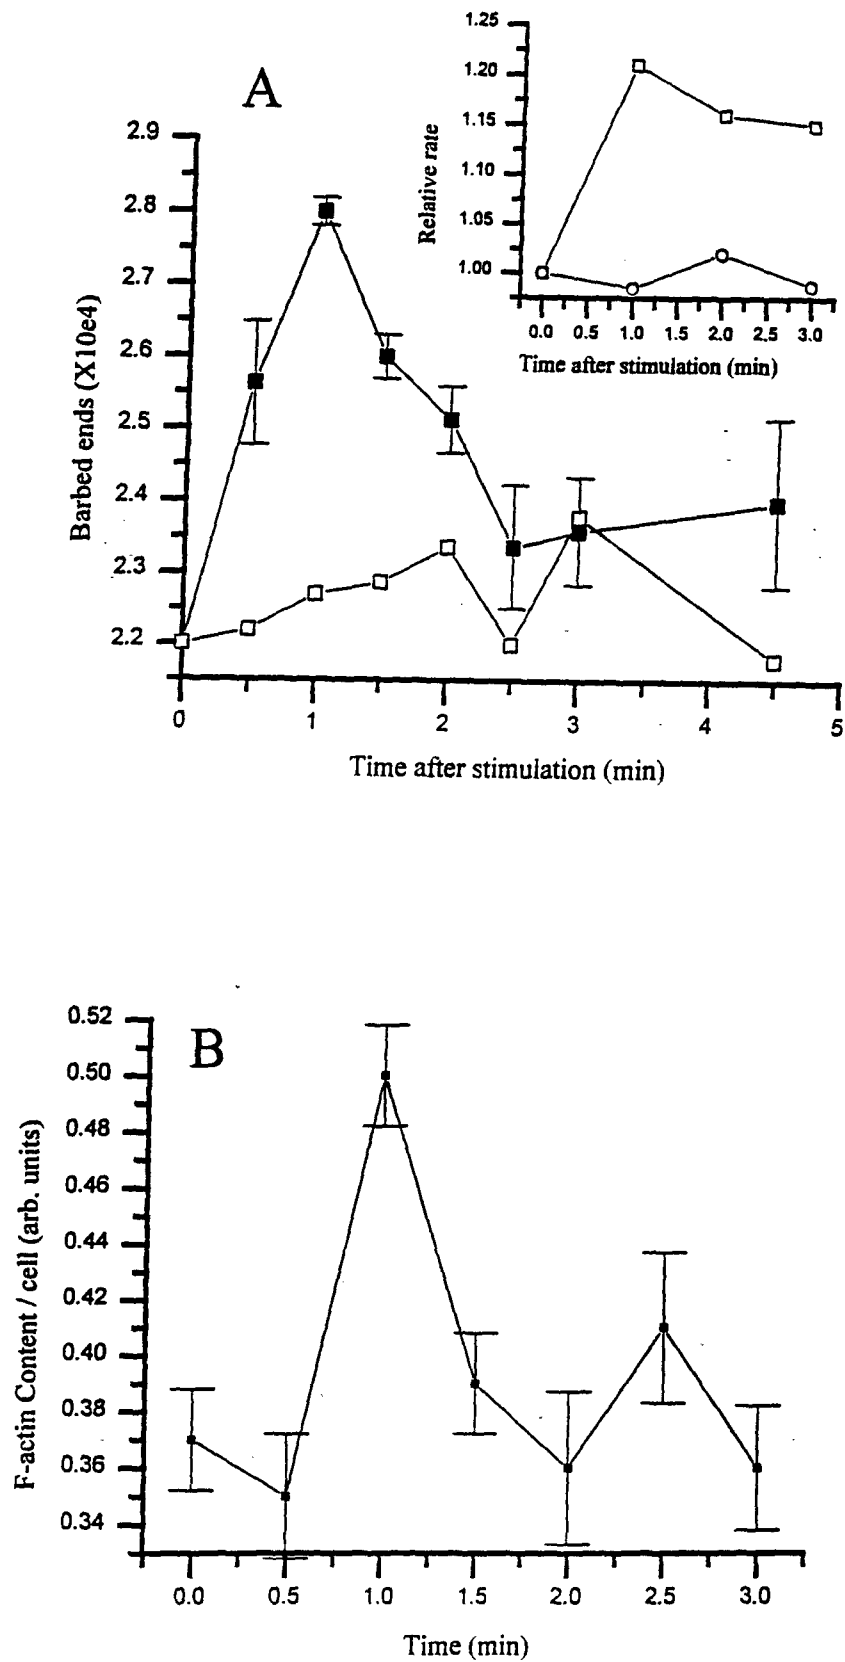 A
2.9
2.8
2.7
2.6
2.5
2.4
2.3
2.2
Barbed ends (X10e4)
0 1 2 3 4 5
Time after stimulation (min)
1.25
1.20
1.15
1.10
1.05
1.00
Relative rate
0.0 0.5 1.0 1.5 2.0 2.5 3.0
Time after stimulation (min)
B
0.52
0.50
0.48
0.46
0.44
0.42
0.40
0.38
0.36
0.34
F-actin Content / cell (arb. units)
0.0 0.5 1.0 1.5 2.0 2.5 3.0
Time (min)